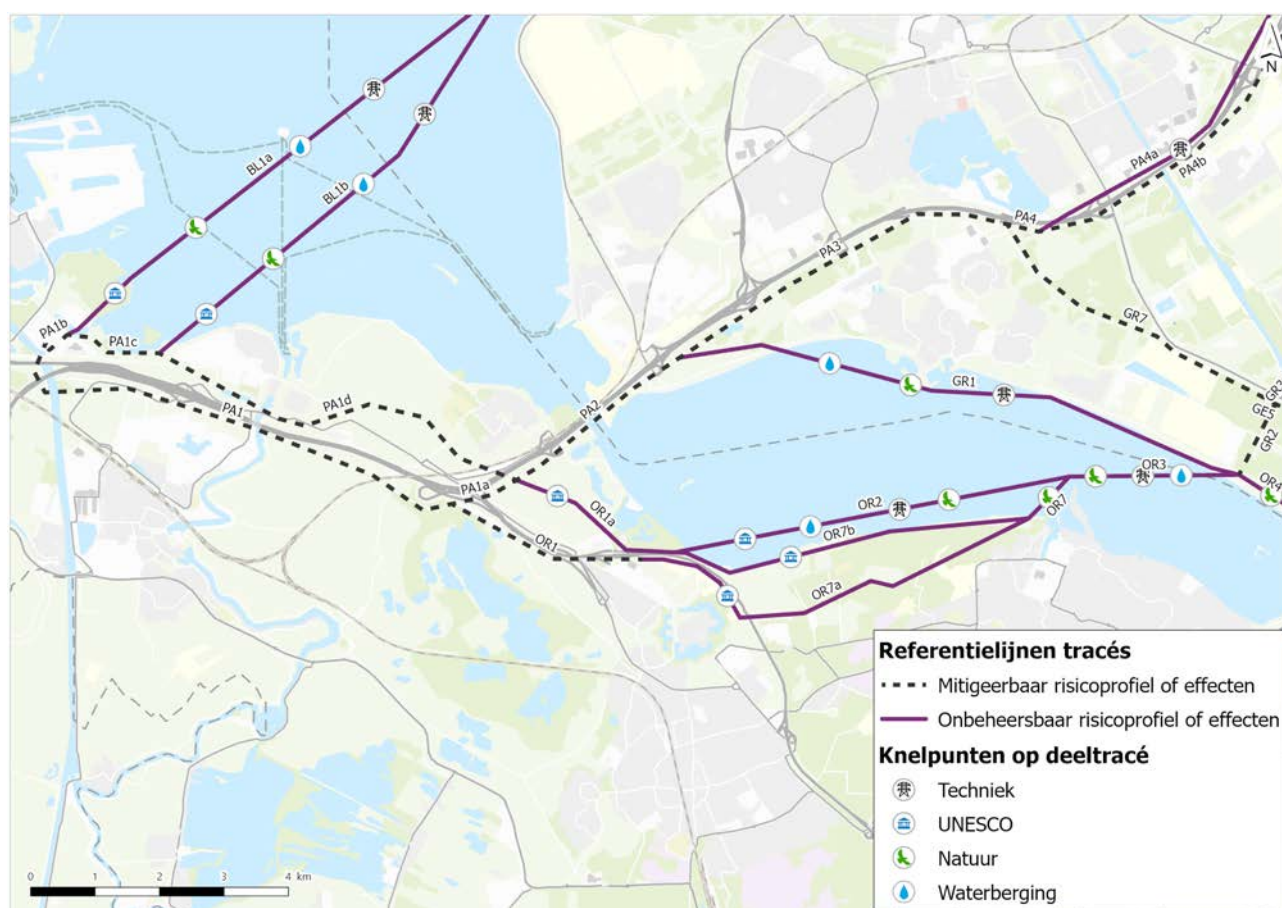 N
BL1a
BL1b
PA4a
PA4b
PA4
PA3
PA1b
PA1c
GR7
PA1d
PA2
GR1
GR3
GE5
GR2
PA1
PA1a
OR3
OR4
OR1a
OR2
OR7
OR1
OR7b
OR7a
Referentielijnen tracés
Mitigeerbaar risicoprofiel of effecten
Onbeheersbaar risicoprofiel of effecten
Knelpunten op deeltracé
Techniek
UNESCO
Natuur
Waterberging
0 1 2 3 4 km